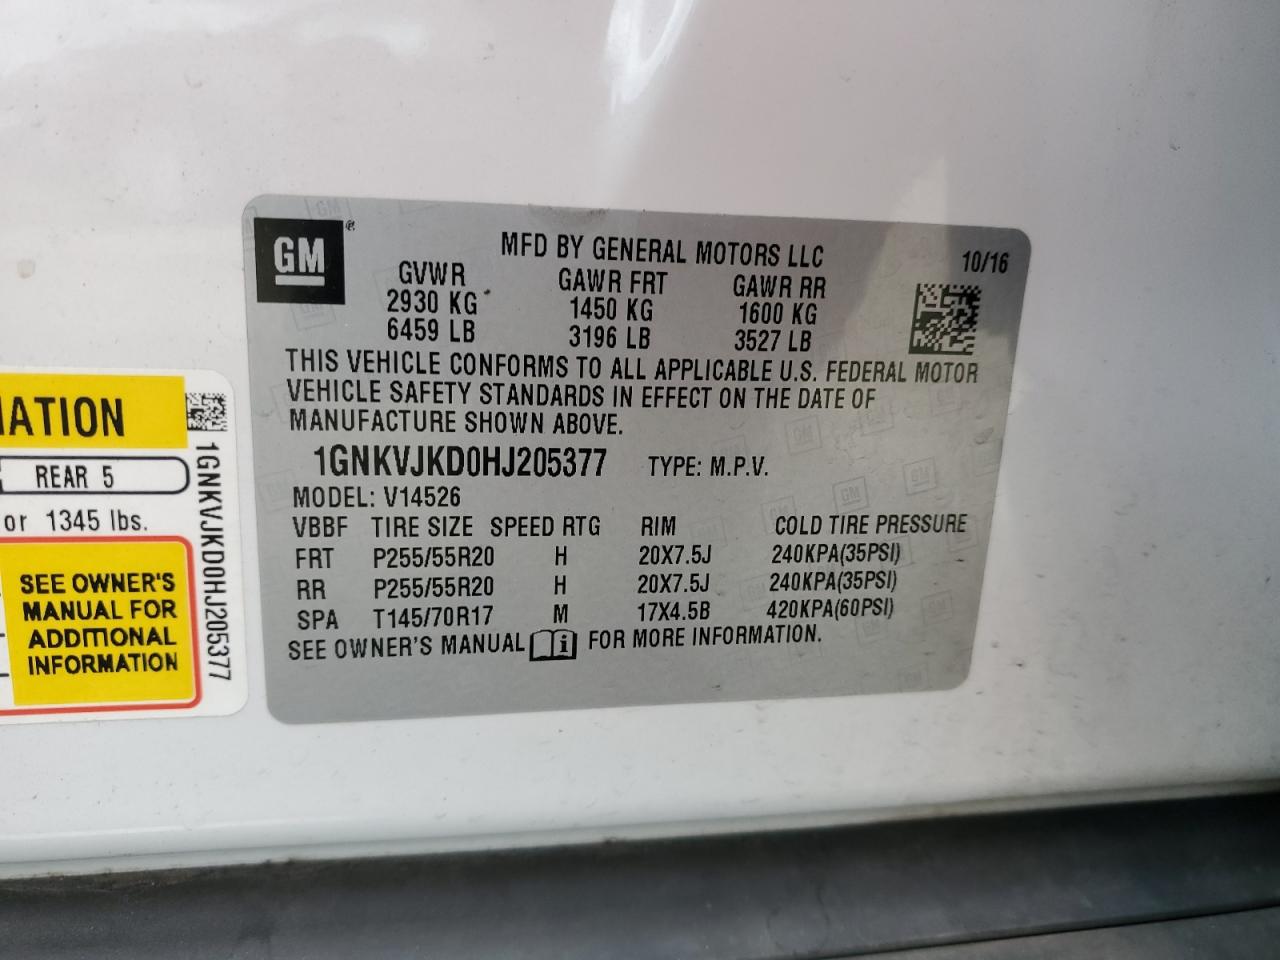 GM®
MFD BY GENERAL MOTORS LLC 10/16
GVWR GAWR FRT GAWR RR
2930 KG 1450 KG 1600 KG
6459 LB 3196 LB 3527 LB
THIS VEHICLE CONFORMS TO ALL APPLICABLE U.S. FEDERAL MOTOR
VEHICLE SAFETY STANDARDS IN EFFECT ON THE DATE OF
MANUFACTURE SHOWN ABOVE.
1GNKVJKD0HJ205377 TYPE: M.P.V.
MODEL: V14526
VBBF TIRE SIZE SPEED RTG RIM COLD TIRE PRESSURE
FRT P255/55R20 H 20X7.5J 240KPA(35PSI)
RR P255/55R20 H 20X7.5J 240KPA(35PSI)
SPA T145/70R17 M 17X4.5B 420KPA(60PSI)
SEE OWNER'S MANUAL i FOR MORE INFORMATION.
MATION
REAR 5
or 1345 lbs.
SEE OWNER'S
MANUAL FOR
ADDITIONAL
INFORMATION
1GNKVJKD0HJ205377